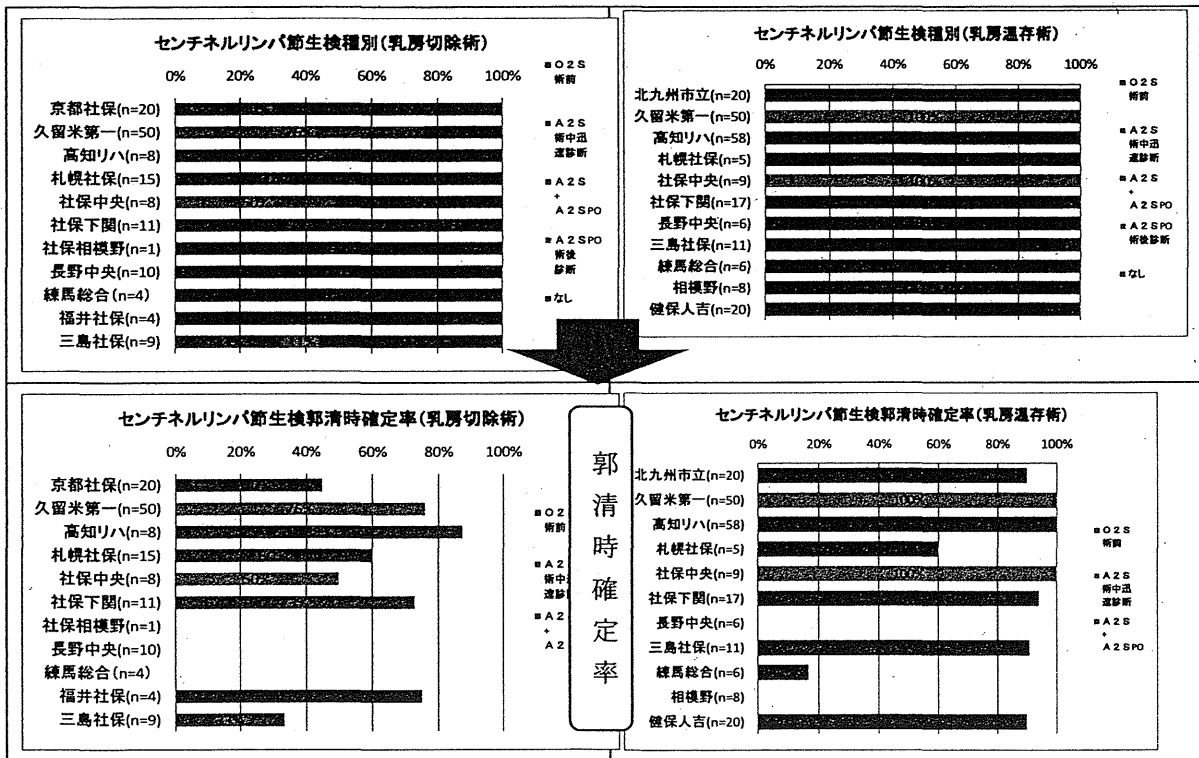 センチネルリンパ節生検種別(乳房切除術)
0% 20% 40% 60% 80% 100%
京都社保(n=20)
久留米第一(n=50)
高知リハ(n=8)
札幌社保(n=15)
社保中央(n=8)
社保下関(n=11)
社保相模野(n=1)
長野中央(n=10)
練馬総合(n=4)
福井社保(n=4)
三島社保(n=9)
■O2S
術前
■A2S
術中迅
速診断
■A2S
+
A2SPO
■A2SPO
術後
診断
■なし
センチネルリンパ節生検種別(乳房温存術)
0% 20% 40% 60% 80% 100%
北九州市立(n=20)
久留米第一(n=50)
高知リハ(n=58)
札幌社保(n=5)
社保中央(n=9)
社保下関(n=17)
長野中央(n=6)
三島社保(n=11)
練馬総合(n=6)
相模野(n=8)
健保人吉(n=20)
■O2S
術前
■A2S
術中迅
速診断
■A2S
+
A2SPO
■A2SPO
術後診断
■なし
センチネルリンパ節生検郭清時確定率(乳房切除術)
0% 20% 40% 60% 80% 100%
京都社保(n=20)
久留米第一(n=50)
高知リハ(n=8)
札幌社保(n=15)
社保中央(n=8)
社保下関(n=11)
社保相模野(n=1)
長野中央(n=10)
練馬総合(n=4)
福井社保(n=4)
三島社保(n=9)
■O2
術前
■A2
術中迅
速診
■A2
+
A2
郭清時確定率
センチネルリンパ節生検郭清時確定率(乳房温存術)
0% 20% 40% 60% 80% 100%
北九州市立(n=20)
久留米第一(n=50)
100%
高知リハ(n=58)
札幌社保(n=5)
社保中央(n=9)
100%
社保下関(n=17)
長野中央(n=6)
三島社保(n=11)
練馬総合(n=6)
相模野(n=8)
健保人吉(n=20)
■O2S
術前
■A2S
術中迅
速診断
■A2S
+
A2SPO